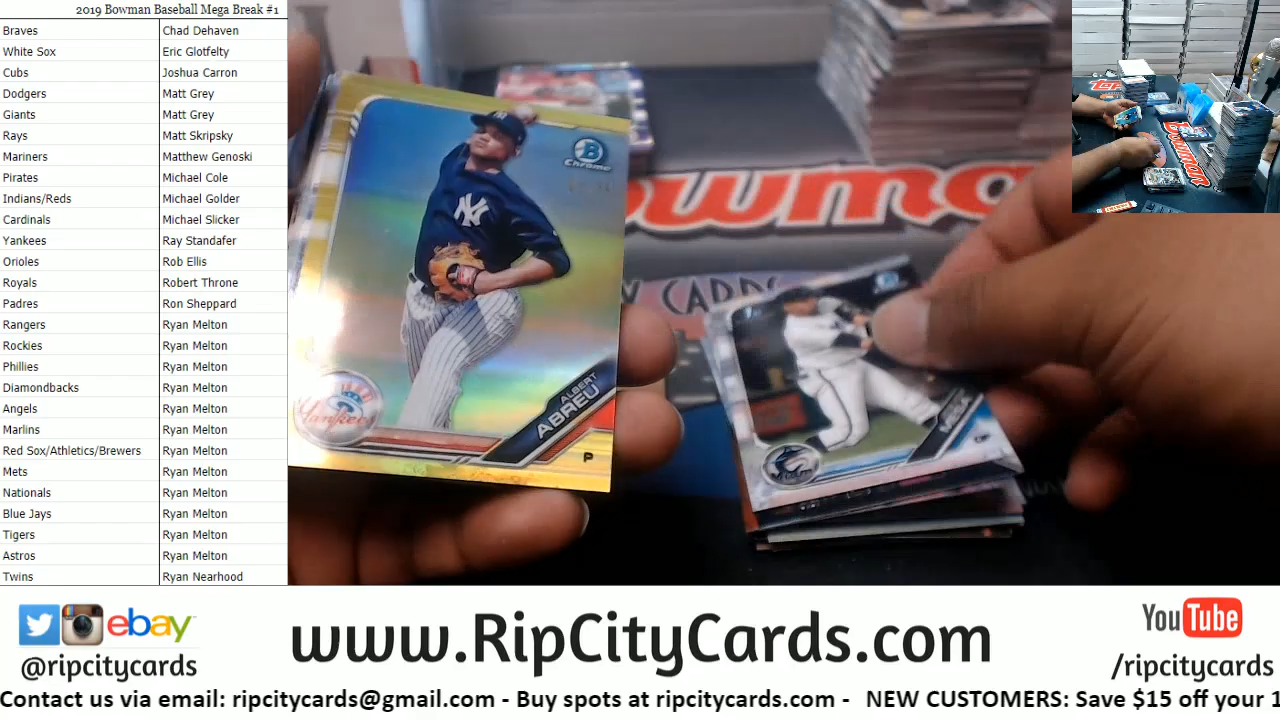 2019 Bowman Baseball Mega Break #1
Braves Chad Dehaven
White Sox Eric Glotfelty
Cubs Joshua Carron
Dodgers Matt Grey
Giants Matt Grey
Rays Matt Skripsky
Mariners Matthew Genoski
Pirates Michael Cole
Indians/Reds Michael Golder
Cardinals Michael Slicker
Yankees Ray Standafer
Orioles Rob Ellis
Royals Robert Throne
Padres Ron Sheppard
Rangers Ryan Melton
Rockies Ryan Melton
Phillies Ryan Melton
Diamondbacks Ryan Melton
Angels Ryan Melton
Marlins Ryan Melton
Red Sox/Athletics/Brewers Ryan Melton
Mets Ryan Melton
Nationals Ryan Melton
Blue Jays Ryan Melton
Tigers Ryan Melton
Astros Ryan Melton
Twins Ryan Nearhood
B
Chrome
NY
NY
Yankees
ALBERT
ABREU
P
owma
CARDS
ebay
@ripcitycards
www.RipCityCards.com
YouTube
/ripcitycards
Contact us via email: ripcitycards@gmail.com - Buy spots at ripcitycards.com - NEW CUSTOMERS: Save $15 off your 1